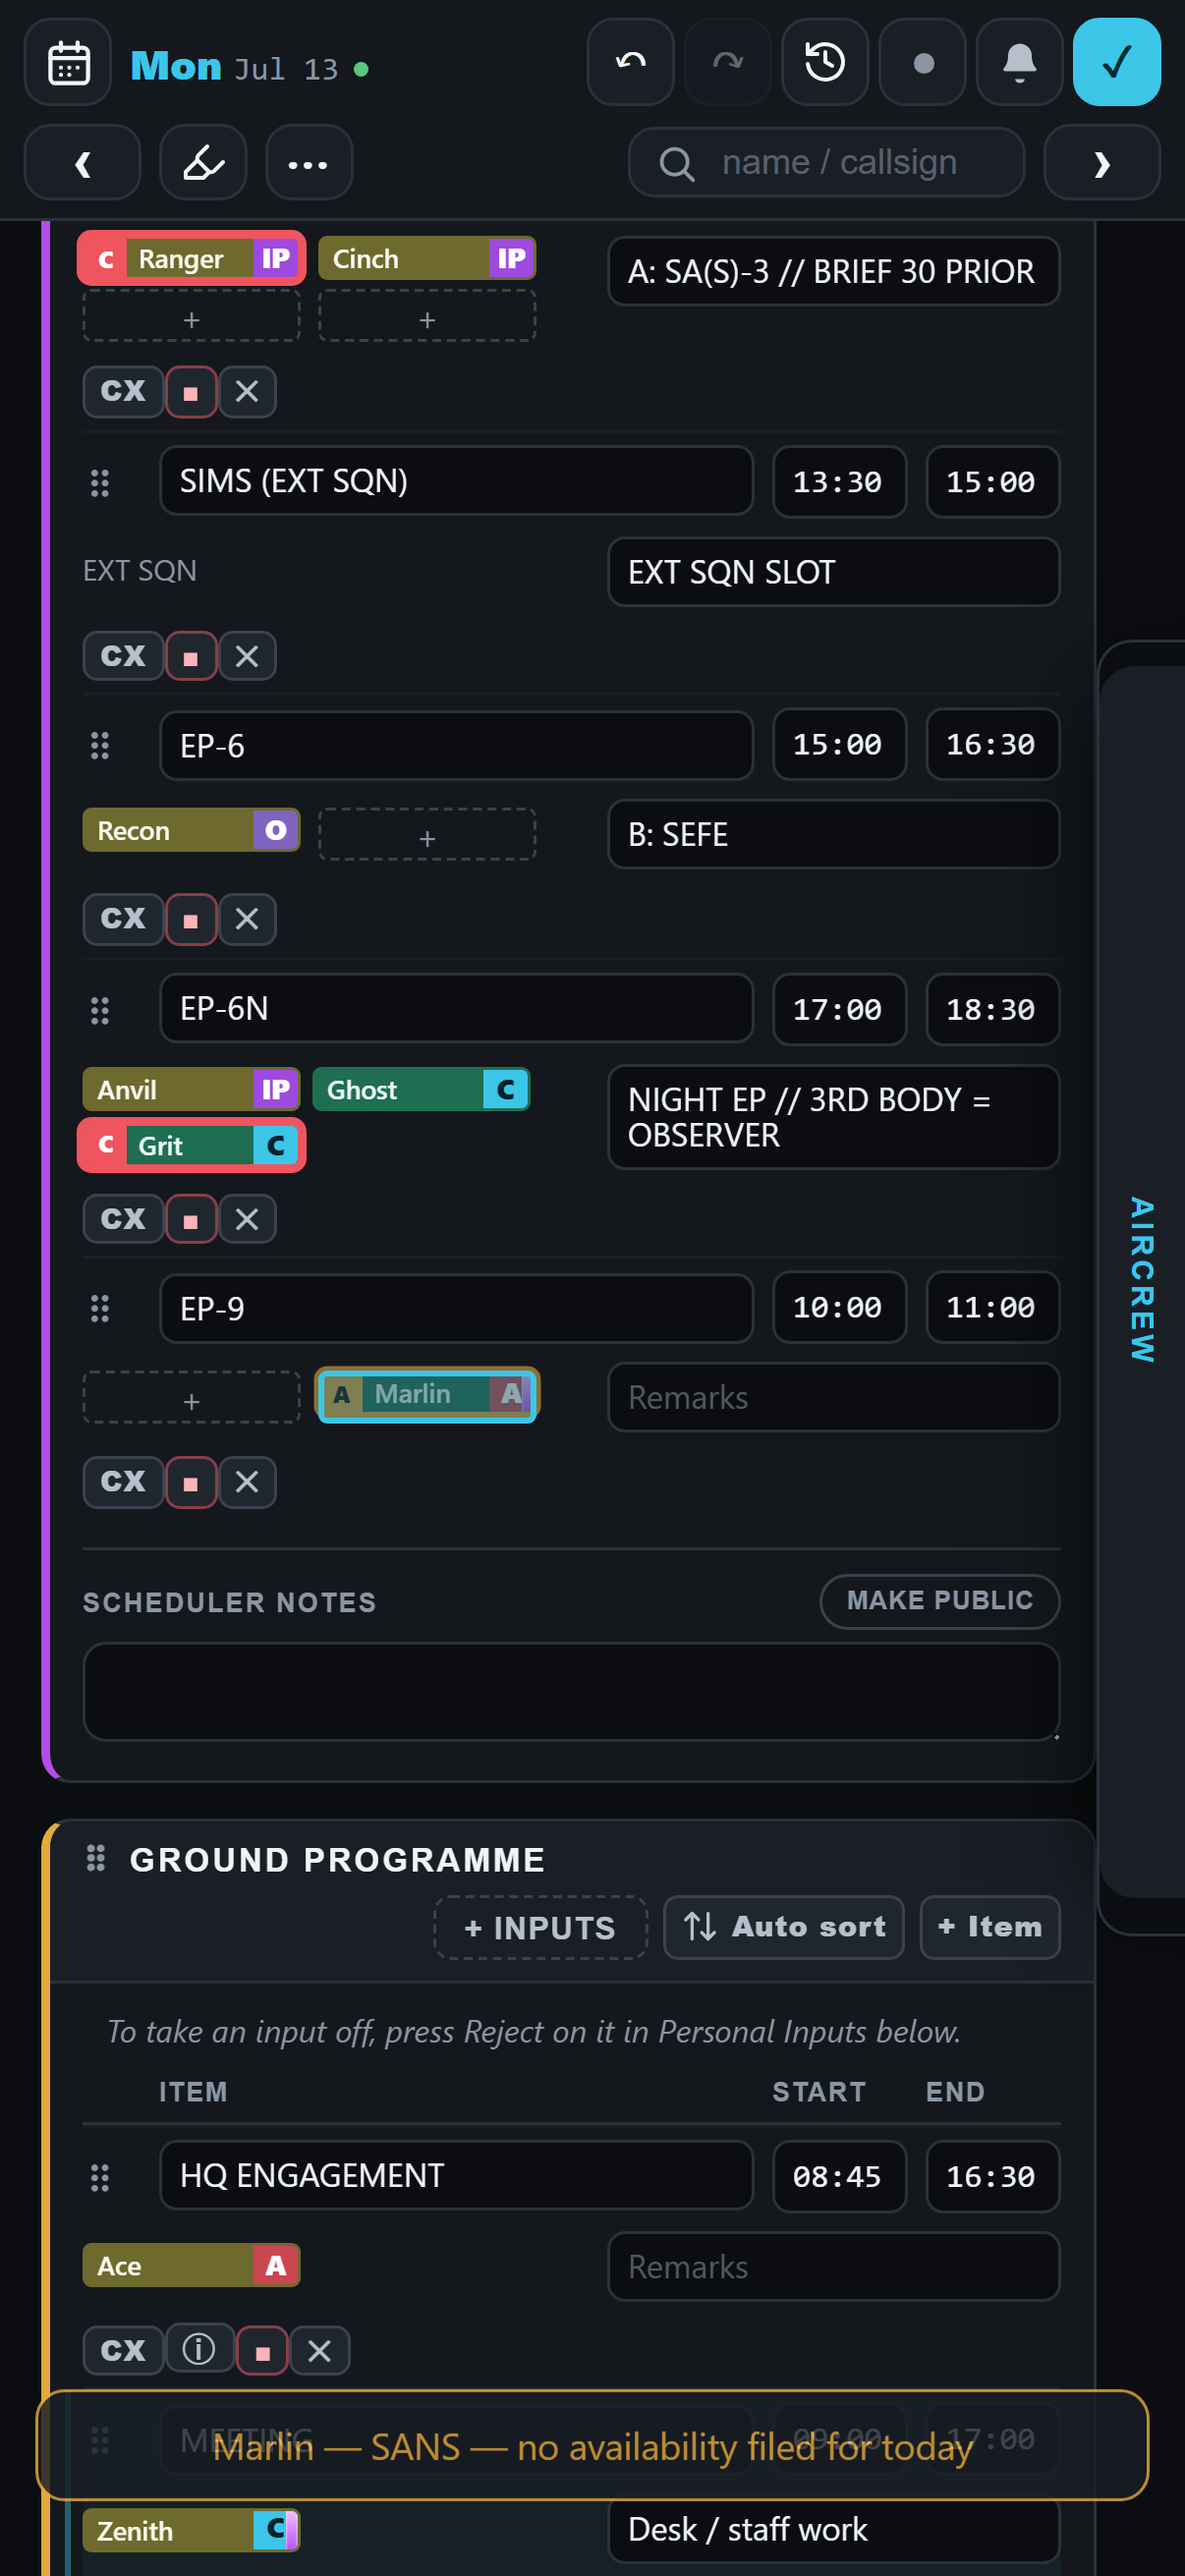 Mon Jul 13
name / callsign
C Ranger IP Cinch IP A: SA(S)-3 // BRIEF 30 PRIOR
+ +
CX
SIMS (EXT SQN) 13:30 15:00
EXT SQN EXT SQN SLOT
CX
EP-6 15:00 16:30
Recon O + B: SEFE
CX
EP-6N 17:00 18:30
Anvil IP Ghost C NIGHT EP // 3RD BODY =
OBSERVER
C Grit C
CX
EP-9 10:00 11:00
+ A Marlin A Remarks
CX
SCHEDULER NOTES MAKE PUBLIC
GROUND PROGRAMME
+ INPUTS Auto sort + Item
To take an input off, press Reject on it in Personal Inputs below.
ITEM START END
HQ ENGAGEMENT 08:45 16:30
Ace A Remarks
CX
MEETING 09:00 17:00
Marlin — SANS — no availability filed for today
Zenith C Desk / staff work
AIRCREW